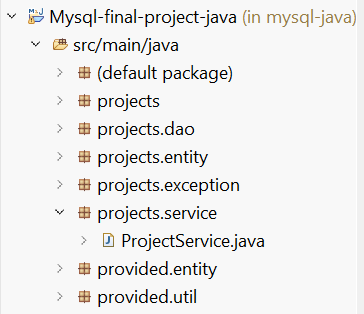 Mysql-final-project-java (in mysql-java)
src/main/java
(default package)
projects
projects.dao
projects.entity
projects.exception
projects.service
ProjectService.java
provided.entity
provided.util